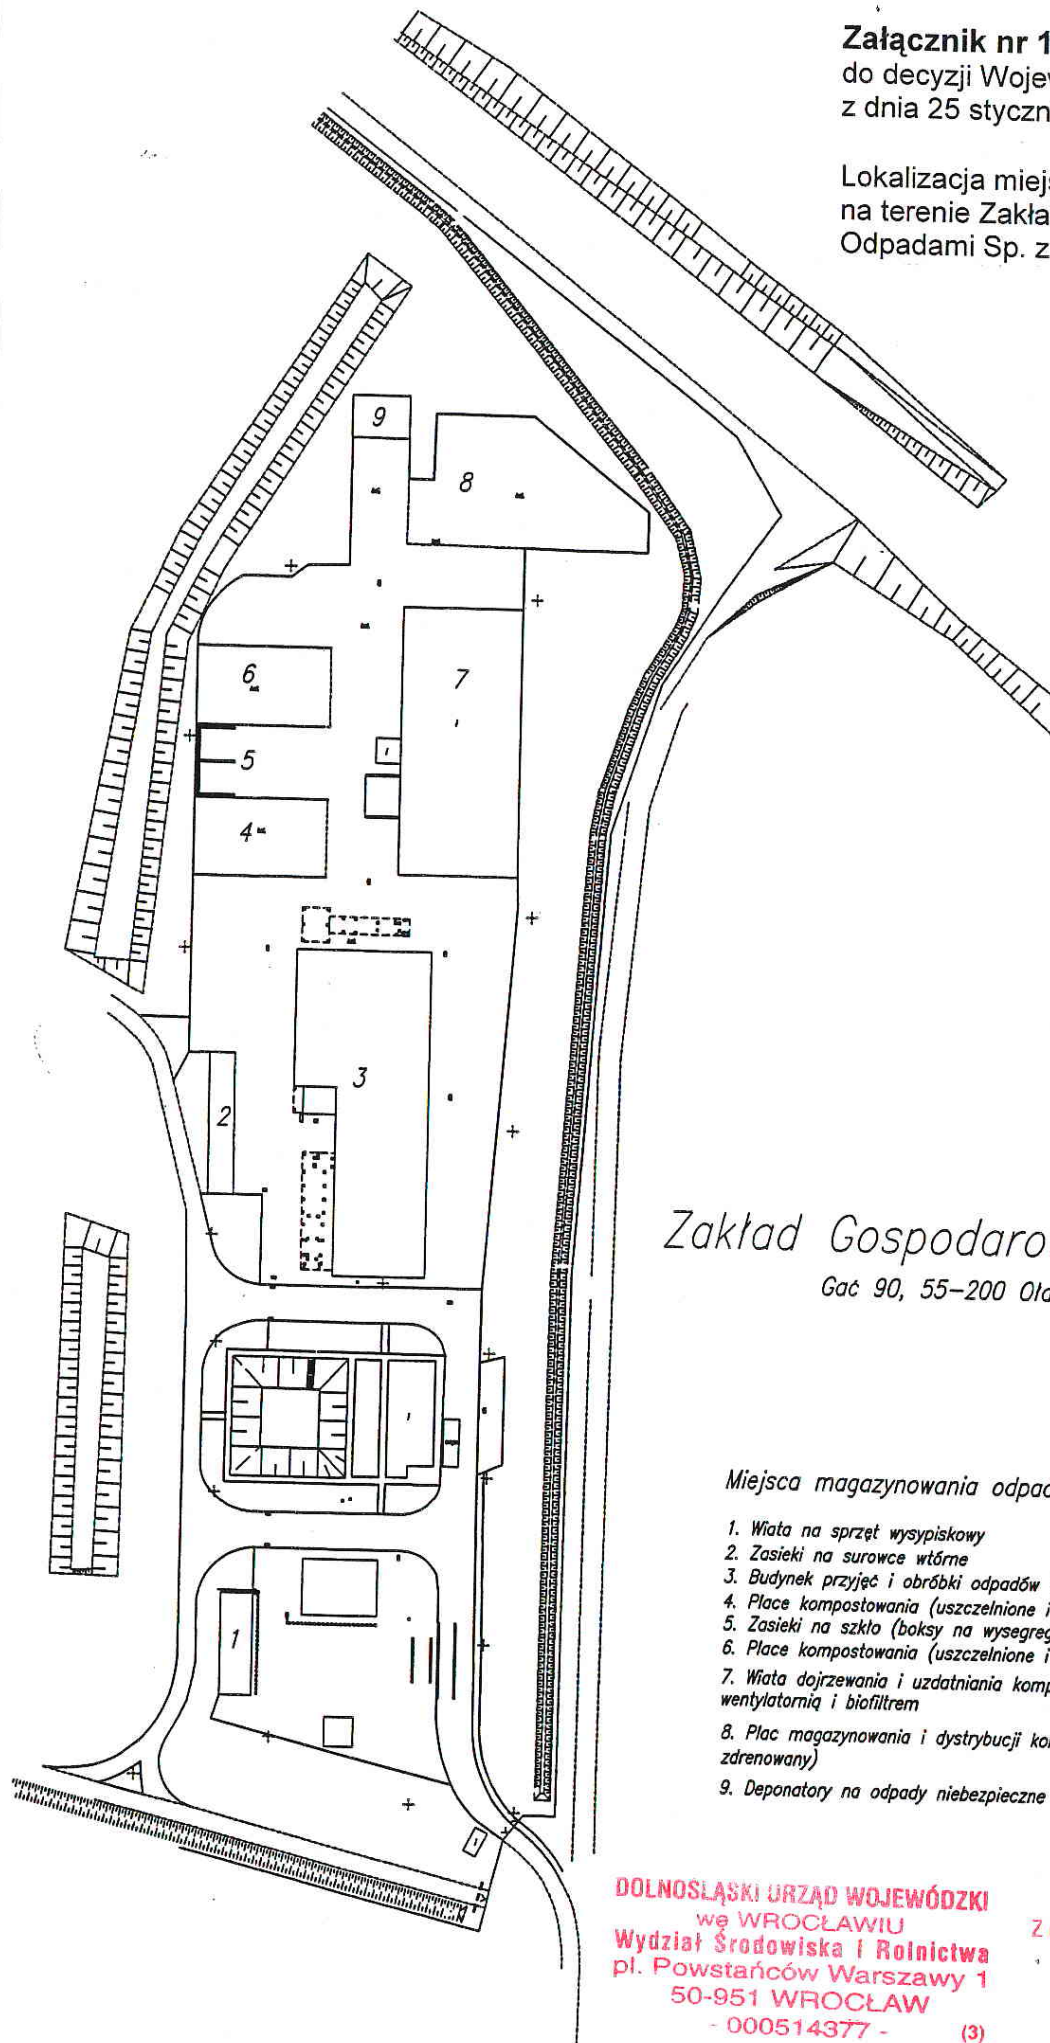 Załącznik nr 1
do decyzji Wojew
z dnia 25 styczn
Lokalizacja miejs
na terenie Zakła
Odpadami Sp. z
9
8
6
7
5
4
3
2
Zakład Gospodaro
Gać 90, 55-200 Oła
Miejsca magazynowania odpad
1. Wiata na sprzęt wysypiskowy
2. Zasieki na surowce wtórne
3. Budynek przyjęć i obróbki odpadów
4. Place kompostowania (uszczelnione i
5. Zasieki na szkło (boksy na wysegreg
6. Place kompostowania (uszczelnione i
7. Wiata dojrzewania i uzdatniania komp
wentylatornią i biofiltrem
8. Plac magazynowania i dystrybucji ko
zdrenowany)
9. Deponatory na odpady niebezpieczne
1
DOLNOŚLĄSKI URZĄD WOJEWÓDZKI
we WROCŁAWIU
Wydział Środowiska i Rolnictwa
pl. Powstańców Warszawy 1
50-951 WROCŁAW
- 000514377 -
(3)
Z